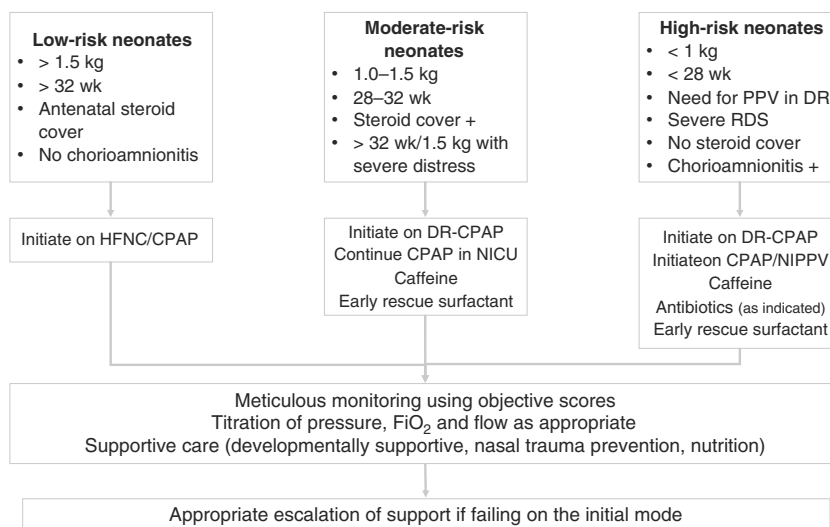 Low-risk neonates
• > 1.5 kg
• > 32 wk
• Antenatal steroid
cover
• No chorioamnionitis
Moderate-risk
neonates
• 1.0–1.5 kg
• 28–32 wk
• Steroid cover +
• > 32 wk/1.5 kg with
severe distress
High-risk neonates
• < 1 kg
• < 28 wk
• Need for PPV in DR
• Severe RDS
• No steroid cover
• Chorioamnionitis +
Initiate on HFNC/CPAP
Initiate on DR-CPAP
Continue CPAP in NICU
Caffeine
Early rescue surfactant
Initiate on DR-CPAP
Initiateon CPAP/NIPPV
Caffeine
Antibiotics (as indicated)
Early rescue surfactant
Meticulous monitoring using objective scores
Titration of pressure, FiO₂ and flow as appropriate
Supportive care (developmentally supportive, nasal trauma prevention, nutrition)
Appropriate escalation of support if failing on the initial mode